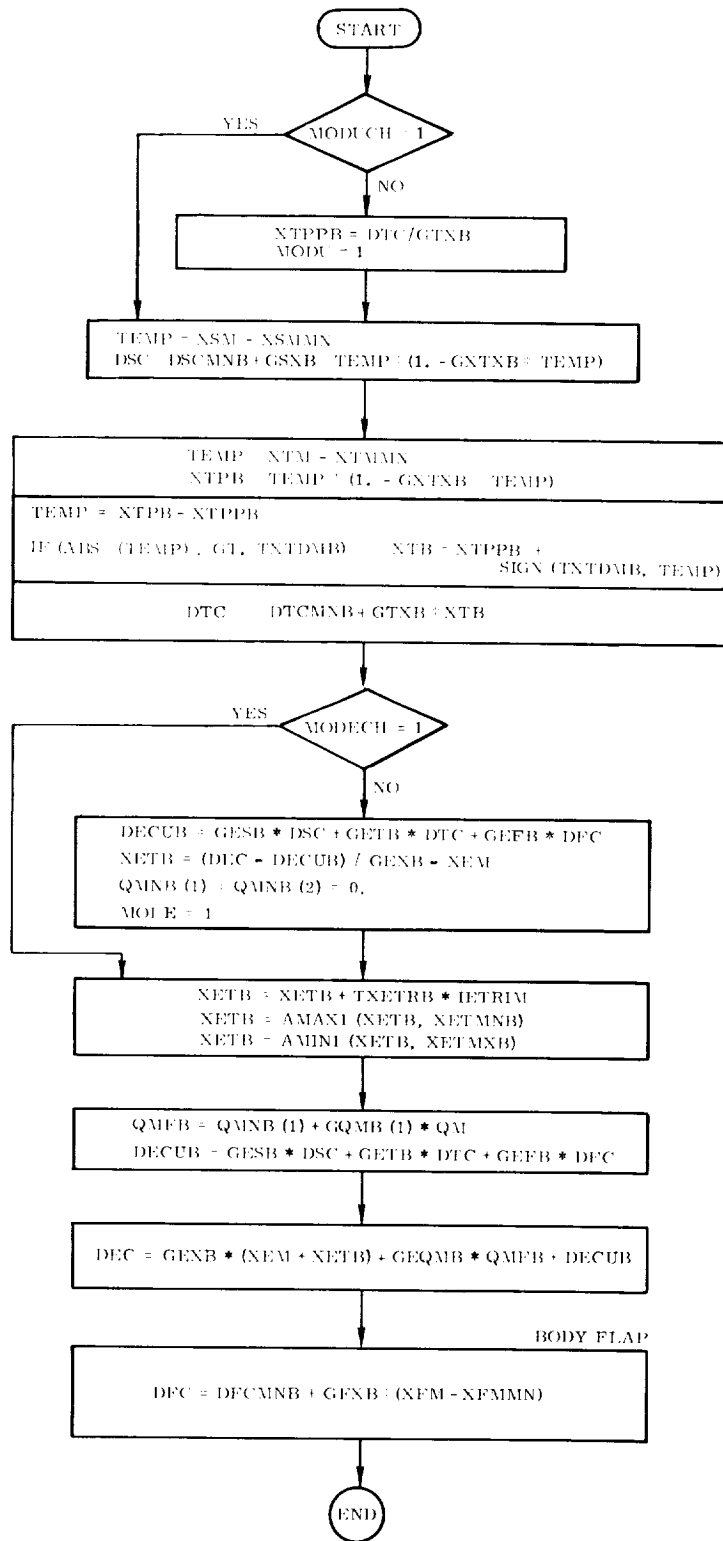 START
YES
MODUCH = 1
NO
XTPPB = DTC/GTXB
MODU = 1
TEMP = XSM - XSMMN
DSC DSCMNB + GSXB TEMP * (1. - GXTXB * TEMP)
TEMP XTM - XTMMN
XTPB TEMP * (1. - GXTXB TEMP)
TEMP = XTPB - XTPPB
IF (ABS (TEMP) . GT. TXTDMB) XTB = XTPPB +
SIGN (TXTDMB, TEMP)
DTC DTCMNB + GTXB * XTB
YES
MODECH = 1
NO
DECUB = GESB * DSC + GETB * DTC + GEFB * DFC
XETB = (DEC - DECUB) / GEXB - XEM
QMNB (1) = QMNB (2) = 0.
MODE = 1
XETB = XETB + TXETRB * IETRIM
XETB = AMAX1 (XETB, XETMNB)
XETB = AMIN1 (XETB, XETMXB)
QMFB = QMNB (1) + GQMB (1) * QM
DECUB = GESB * DSC + GETB * DTC + GEFB * DFC
DEC = GEXB * (XEM + XETB) + GEQMB * QMFB + DECUB
BODY FLAP
DFC = DFCMNB + GFXB * (XFM - XFMMN)
END